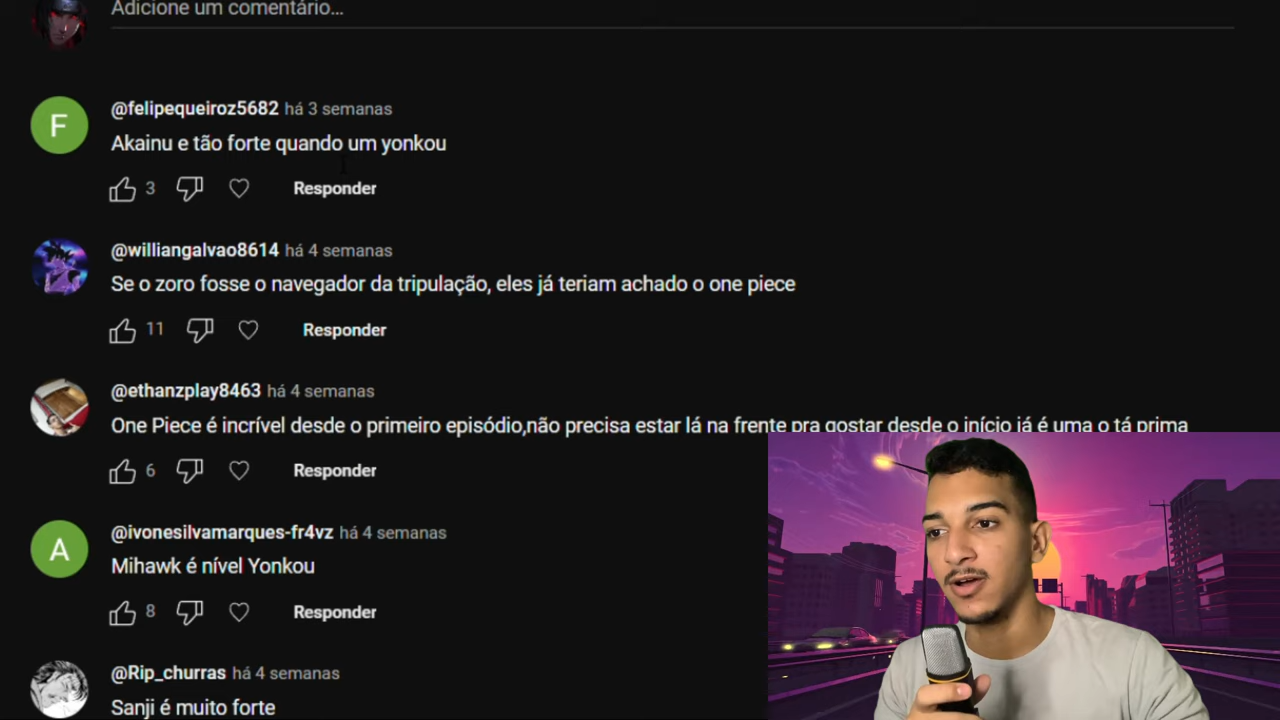 Adicione um comentário...
@felipequeiroz5682 há 3 semanas
F
Akainu e tão forte quando um yonkou
3 Responder
@williangalvao8614 há 4 semanas
Se o zoro fosse o navegador da tripulação, eles já teriam achado o one piece
11 Responder
@ethanzplay8463 há 4 semanas
One Piece é incrível desde o primeiro episódio,não precisa estar lá na frente pra gostar desde o início já é uma o tá prima
6 Responder
@ivonesilvamarques-fr4vz há 4 semanas
A
Mihawk é nível Yonkou
8 Responder
@Rip_churras há 4 semanas
Sanji é muito forte